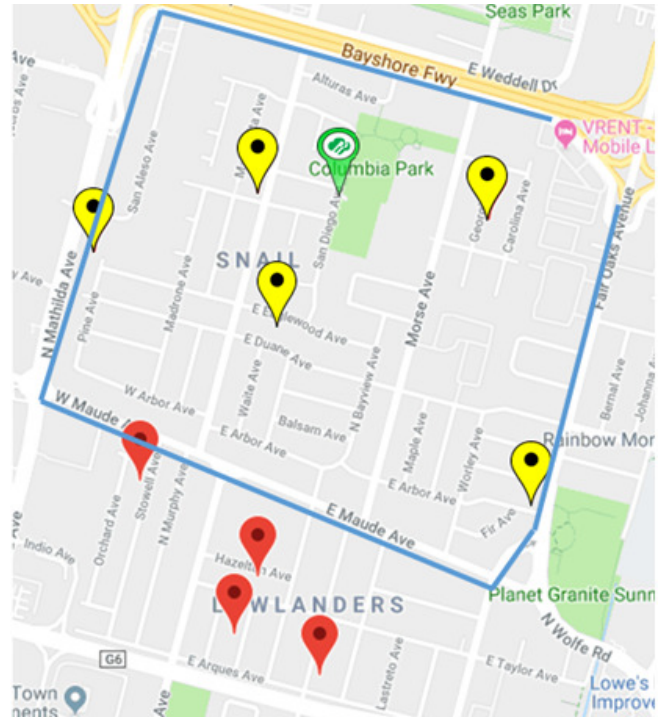 Seas Park
Bayshore Fwy
E Weddell Dr
Ave
Alturas Ave
VRENT -
Mobile L
Columbia Park
San Aleso Ave
San Diego Ave
Carolina Ave
Fair Oaks Avenue
SNAIL
N Mathilda Ave
Pine Ave
Madrone Ave
Morse Ave
E Duane Ave
W Arbor Ave
Waite Ave
N Bayview Ave
Bernal Ave
Johanna
W Maude
Balsam Ave
E Arbor Ave
Maple Ave
Worley Ave
Rainbow Mor
Stowell Ave
Orchard Ave
N Murphy Ave
E Maude Ave
E Arbor Ave
Fir Ave
Indio Ave
LOWLANDERS
Planet Granite Sunn
N Wolfe Rd
G6
E Arques Ave
Lastreto Ave
E Taylor Ave
Town
ments
Lowe's
Improve